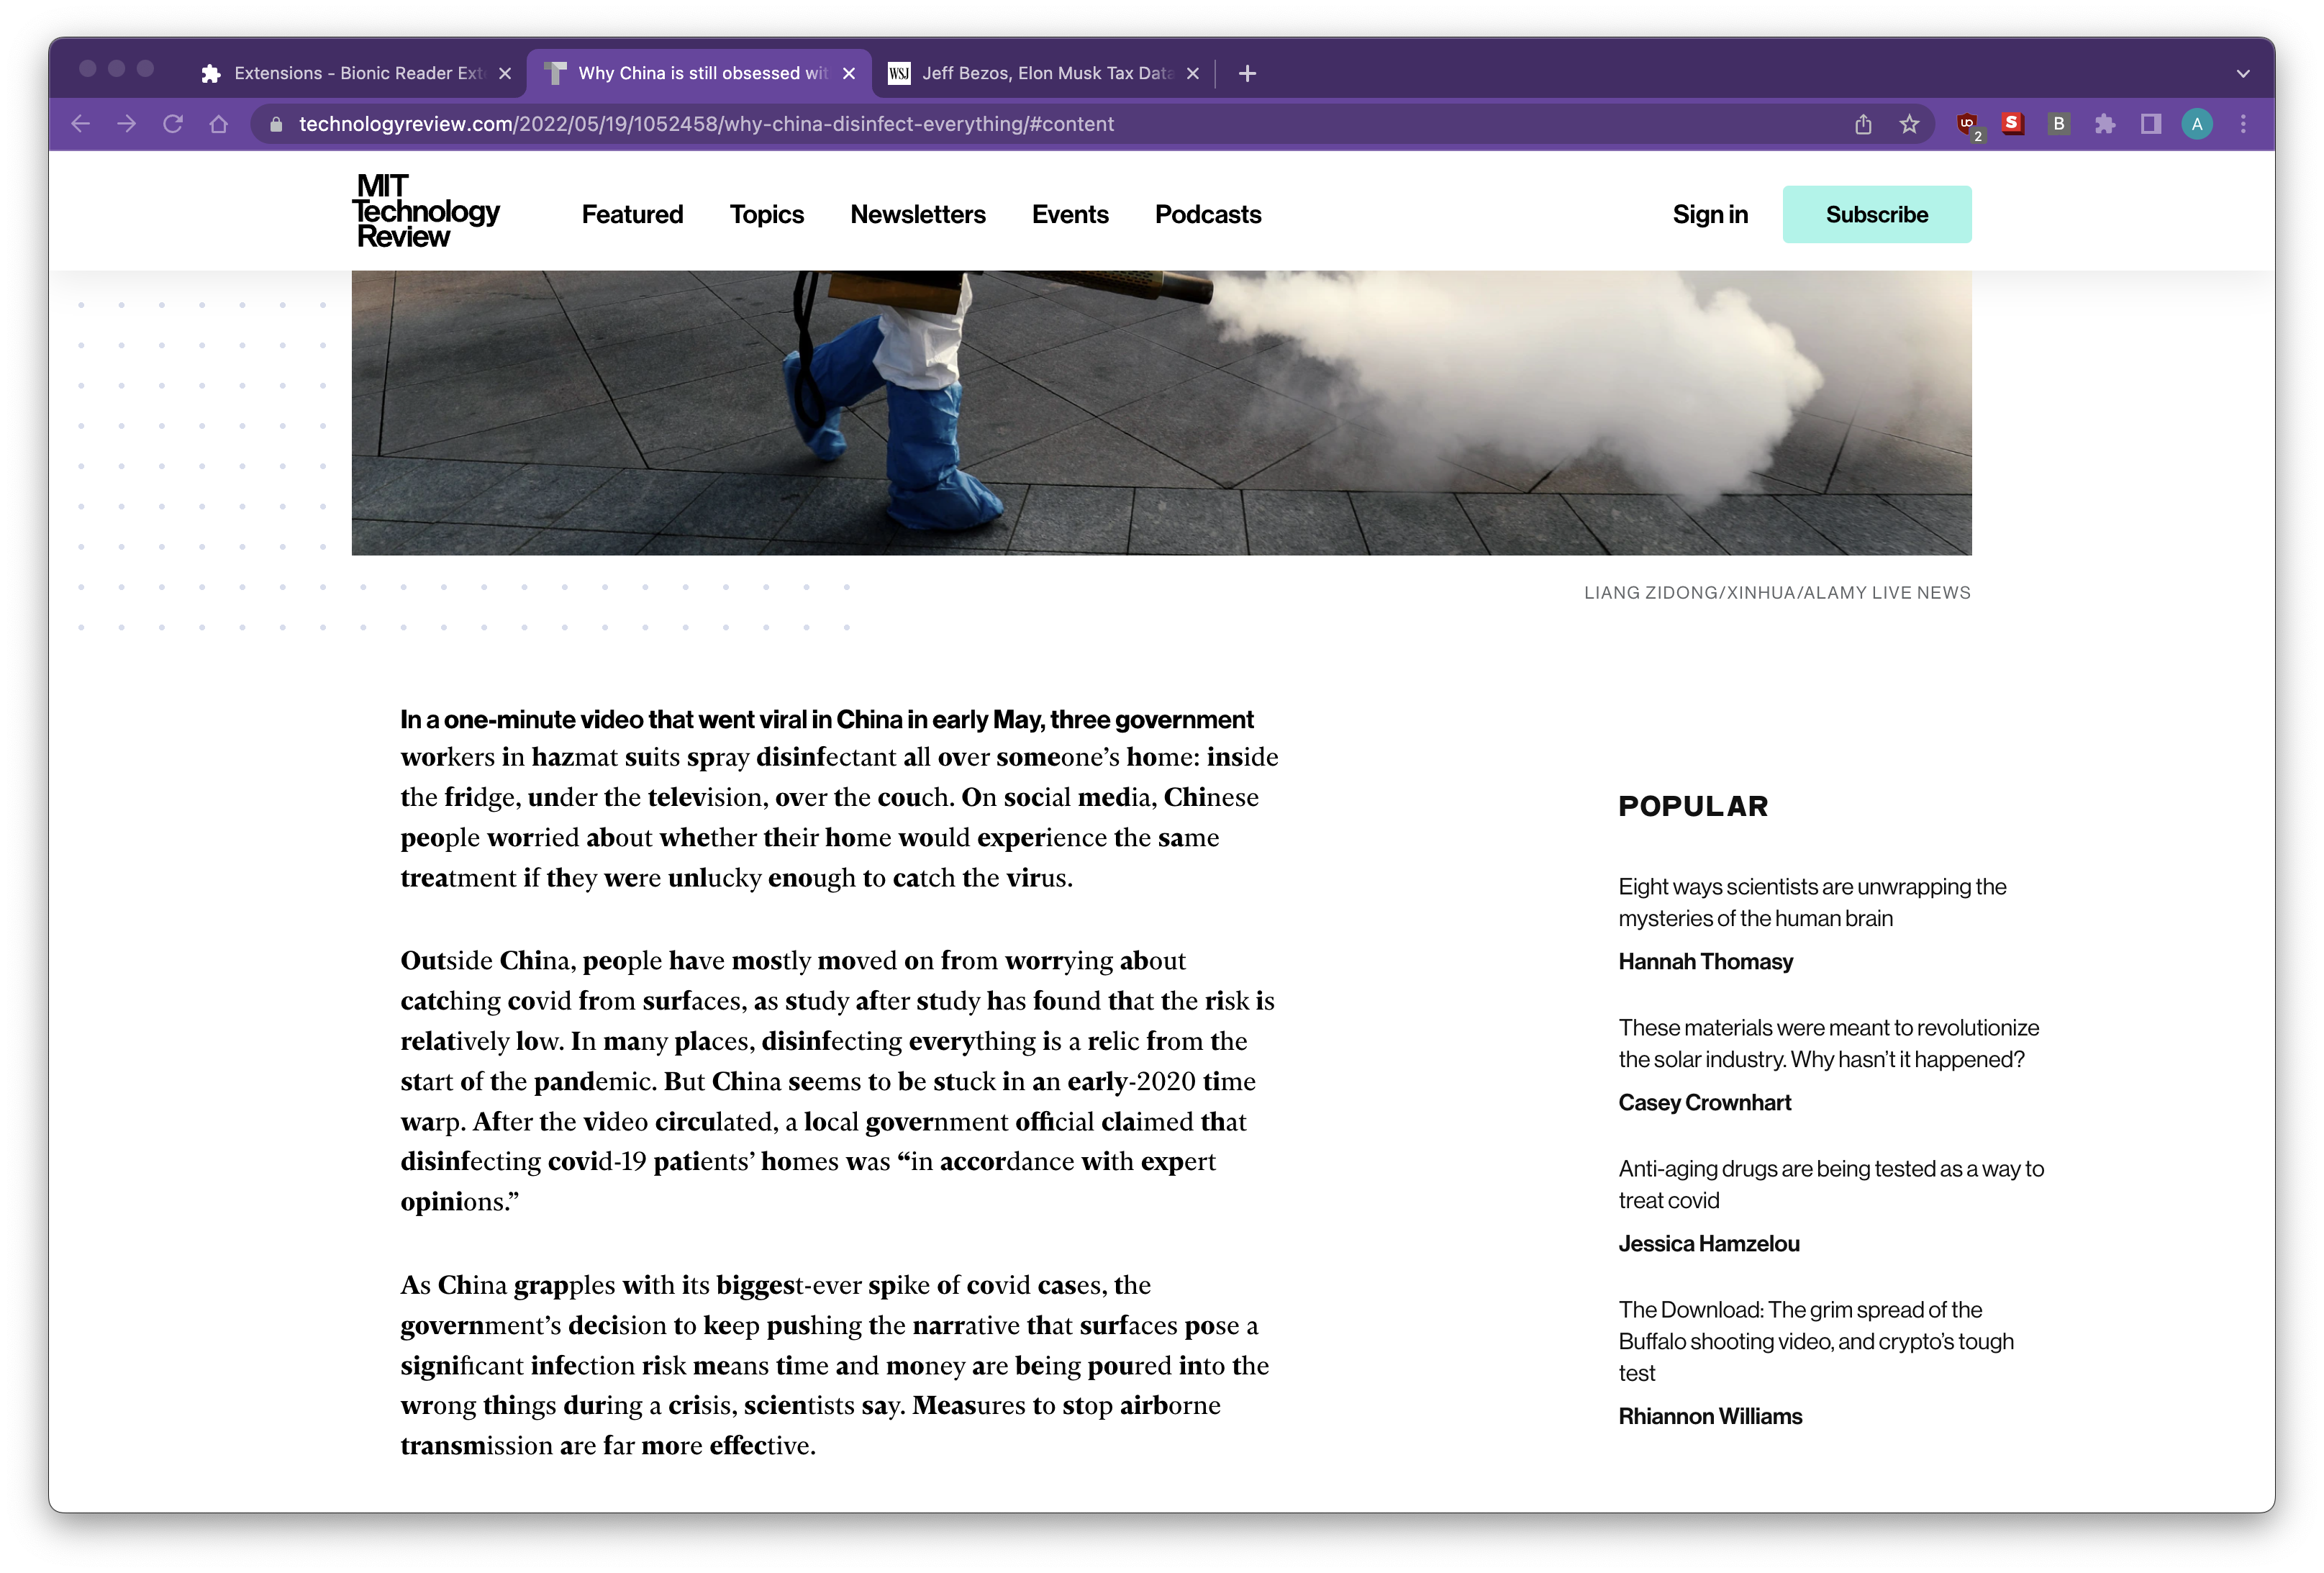 Extensions - Bionic Reader Ext
Why China is still obsessed wit
WSJ
Jeff Bezos, Elon Musk Tax Data
technologyreview.com/2022/05/19/1052458/why-china-disinfect-everything/#content
2
S
B
A
MIT
Technology
Review
Featured
Topics
Newsletters
Events
Podcasts
Sign in
Subscribe
LIANG ZIDONG/XINHUA/ALAMY LIVE NEWS
In a one-minute video that went viral in China in early May, three government
workers in hazmat suits spray disinfectant all over someone’s home: inside
the fridge, under the television, over the couch. On social media, Chinese
people worried about whether their home would experience the same
treatment if they were unlucky enough to catch the virus.
Outside China, people have mostly moved on from worrying about
catching covid from surfaces, as study after study has found that the risk is
relatively low. In many places, disinfecting everything is a relic from the
start of the pandemic. But China seems to be stuck in an early-2020 time
warp. After the video circulated, a local government official claimed that
disinfecting covid-19 patients’ homes was “in accordance with expert
opinions.”
As China grapples with its biggest-ever spike of covid cases, the
government’s decision to keep pushing the narrative that surfaces pose a
significant infection risk means time and money are being poured into the
wrong things during a crisis, scientists say. Measures to stop airborne
transmission are far more effective.
POPULAR
Eight ways scientists are unwrapping the
mysteries of the human brain
Hannah Thomasy
These materials were meant to revolutionize
the solar industry. Why hasn’t it happened?
Casey Crownhart
Anti-aging drugs are being tested as a way to
treat covid
Jessica Hamzelou
The Download: The grim spread of the
Buffalo shooting video, and crypto’s tough
test
Rhiannon Williams